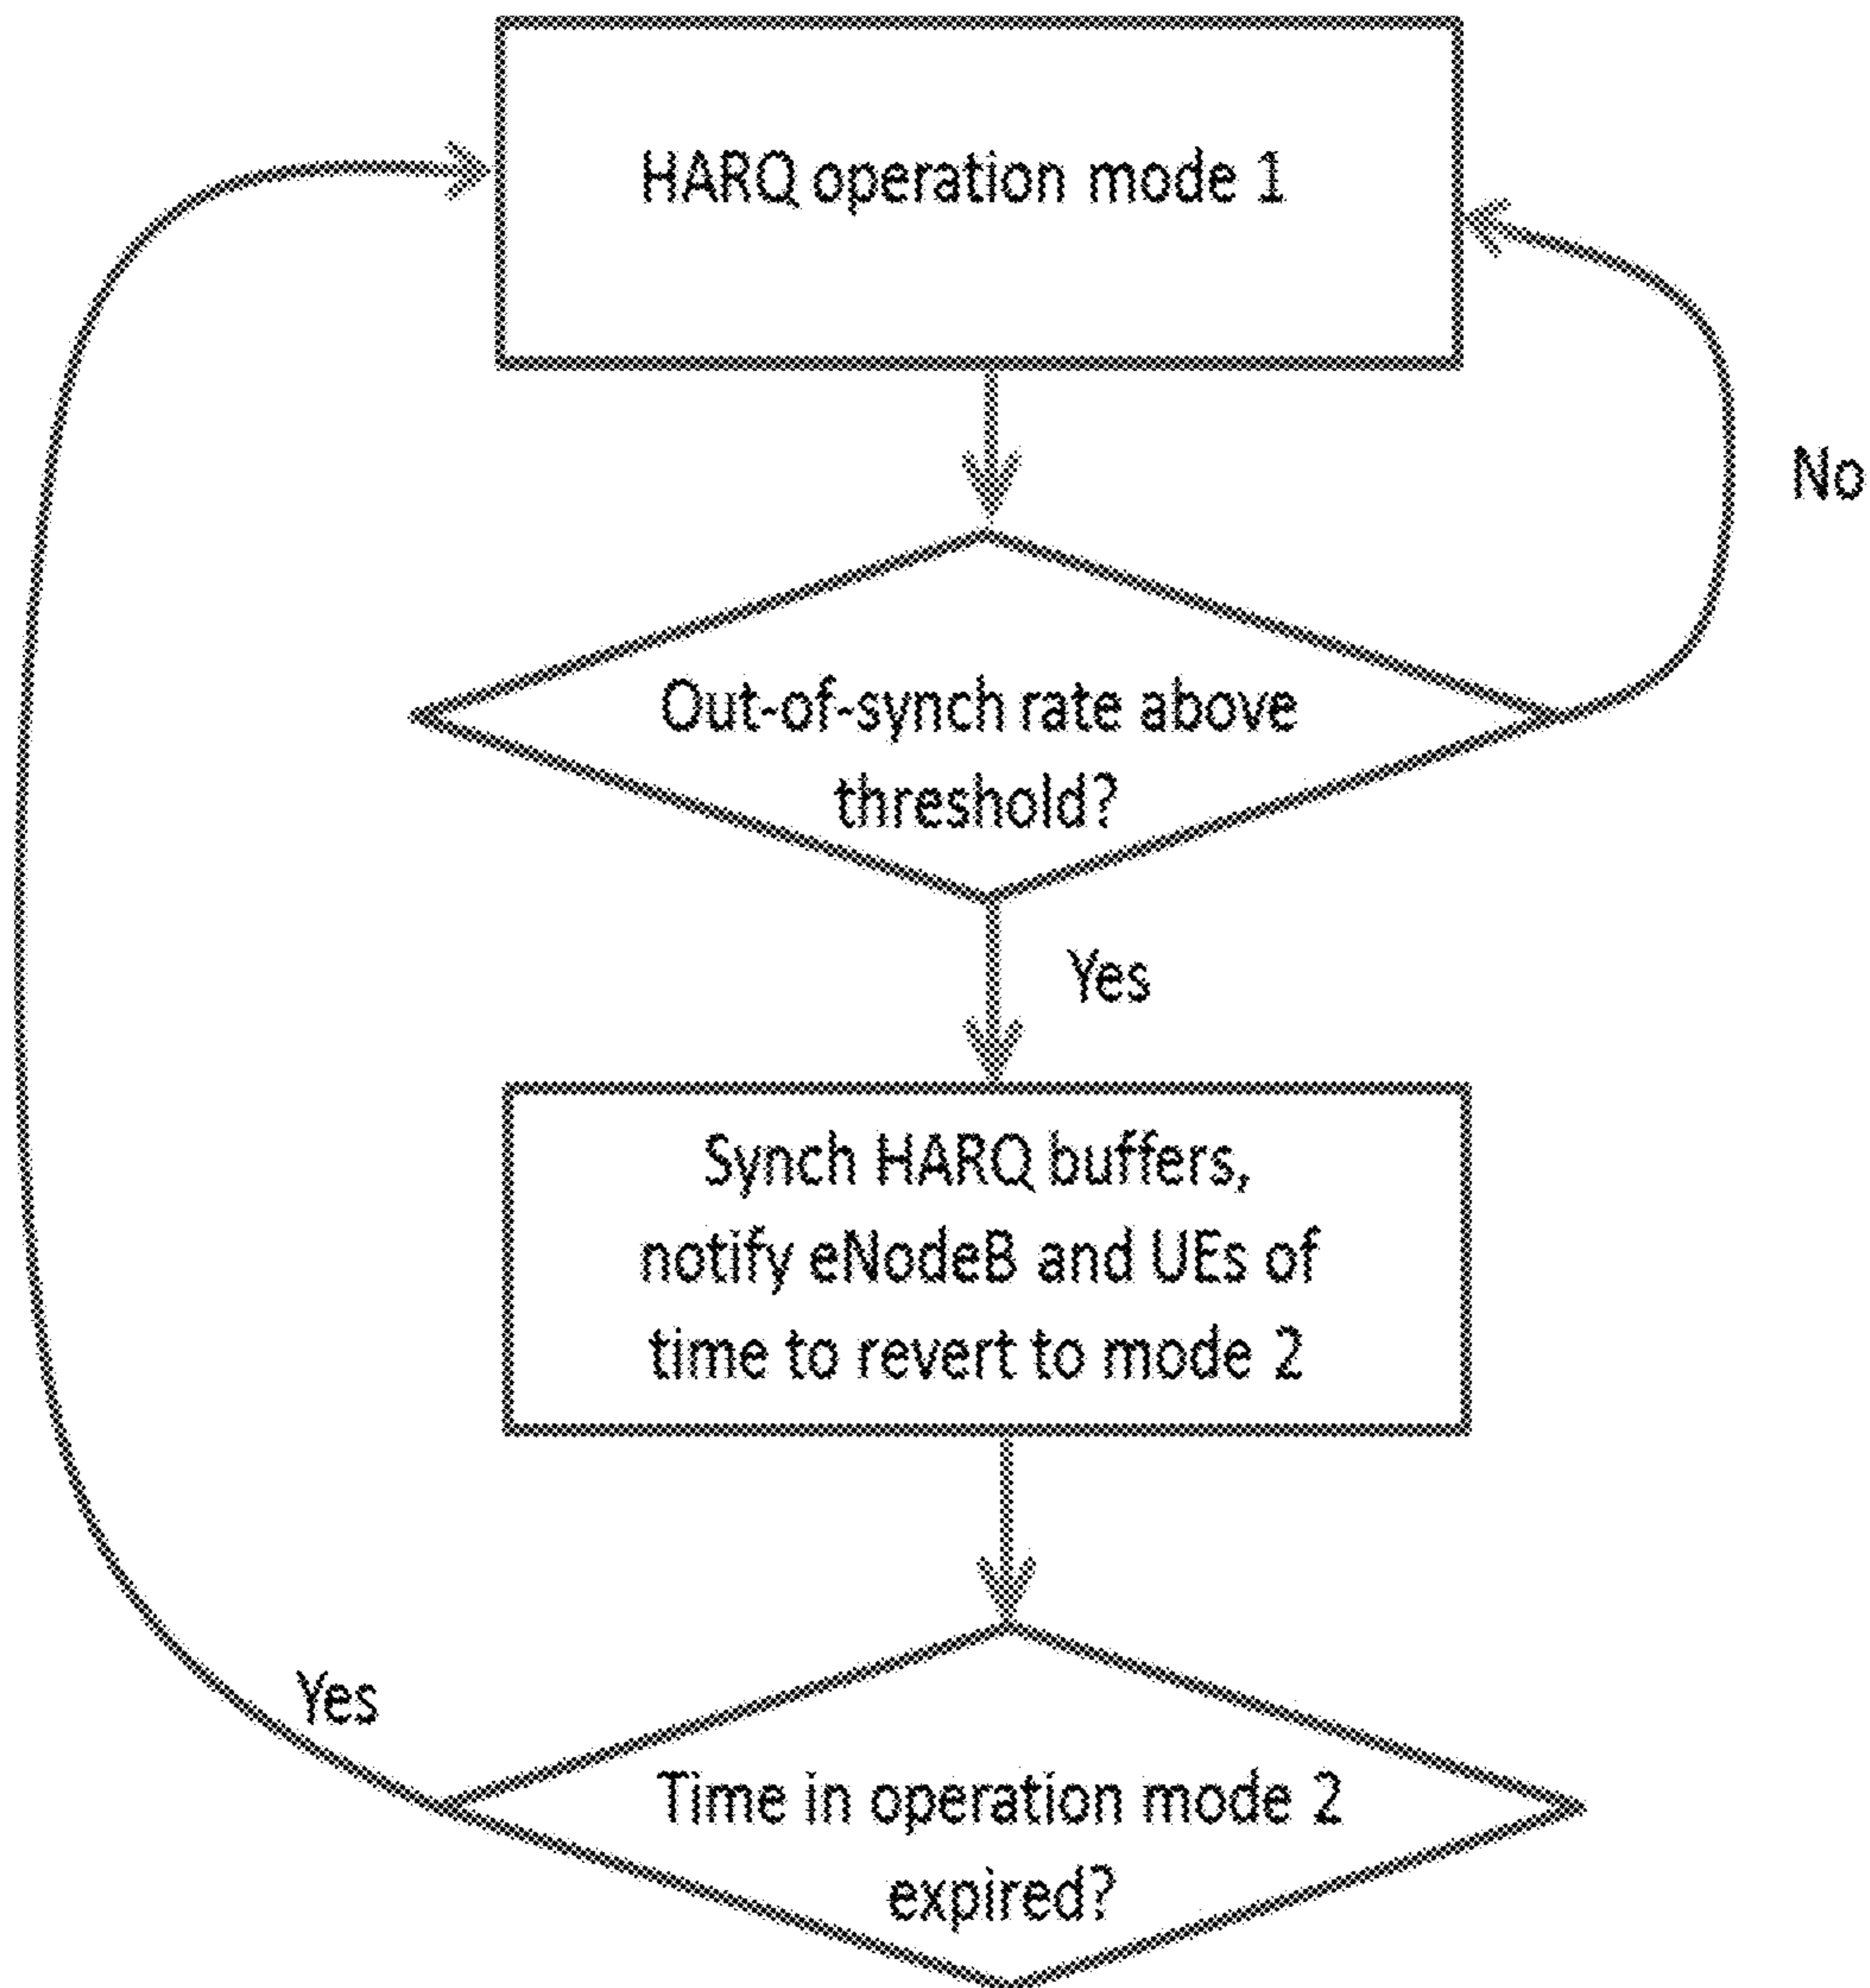 HARQ operation mode 1
No
Out-of-synch rate above
threshold?
Yes
Synch HARQ buffers,
notify eNodeB and UEs of
time to revert to mode 2
Yes
Time in operation mode 2
expired?